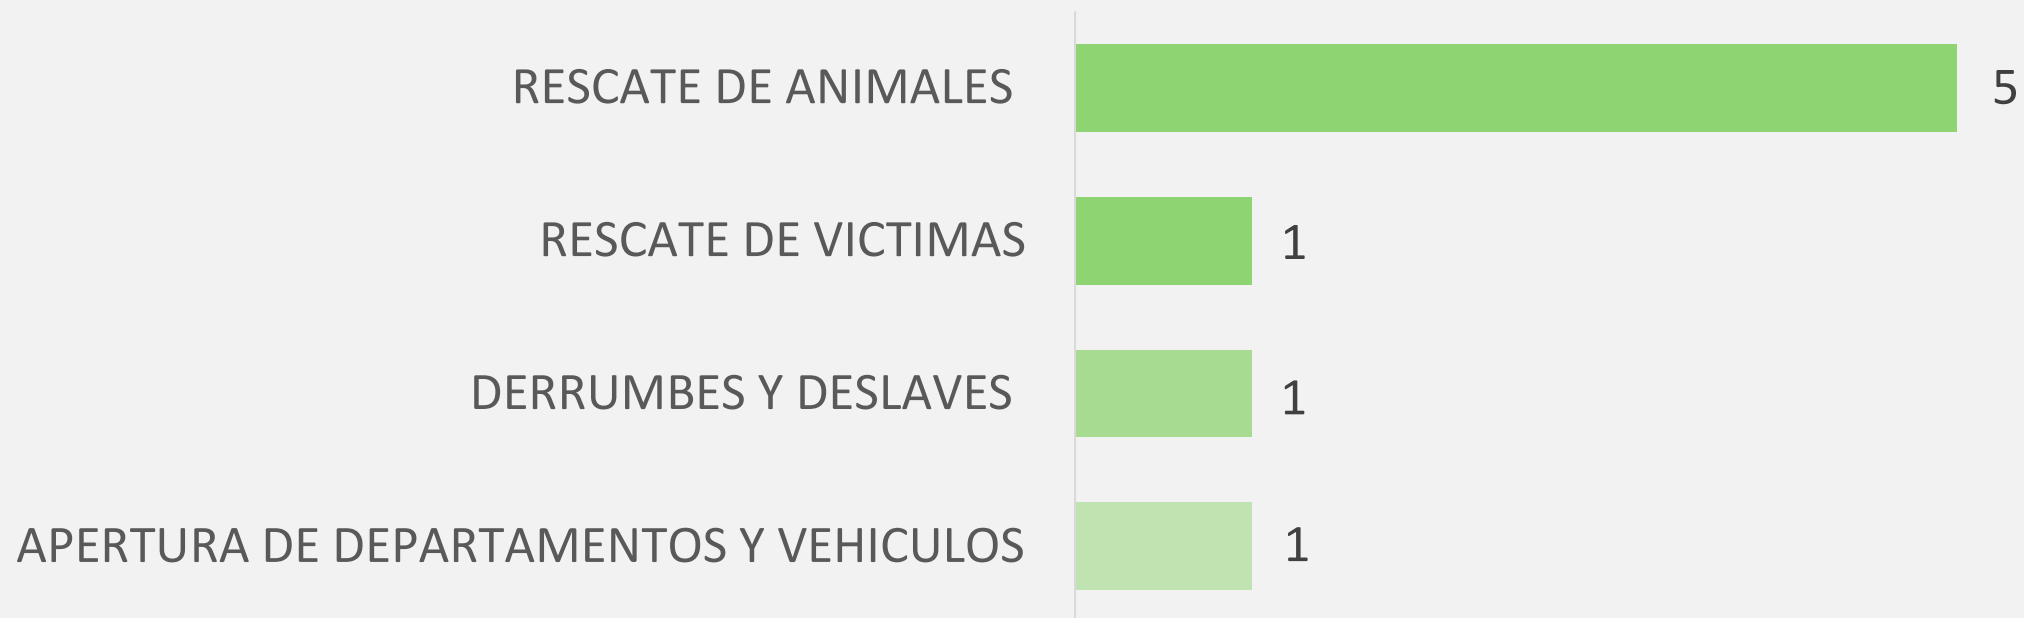 RESCATE DE ANIMALES 5
RESCATE DE VICTIMAS 1
DERRUMBES Y DESLAVES 1
APERTURA DE DEPARTAMENTOS Y VEHICULOS 1